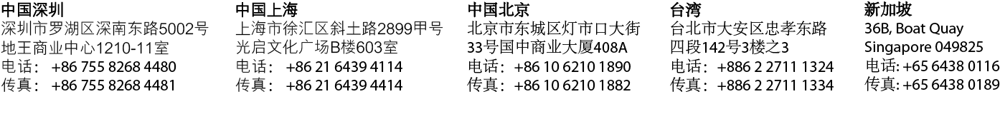 中国深圳
深圳市罗湖区深南东路5002号
地王商业中心1210-11室
电话： +86 755 8268 4480
传真： +86 755 8268 4481
中国上海
上海市徐汇区斜土路2899甲号
光启文化广场B楼603室
电话： +86 21 6439 4114
传真： +86 21 6439 4414
中国北京
北京市东城区灯市口大街
33号国中商业大厦408A
电话：+86 10 6210 1890
传真：+86 10 6210 1882
台湾
台北市大安区忠孝东路
四段142号3楼之3
电话：+886 2 2711 1324
传真：+886 2 2711 1334
新加坡
36B, Boat Quay
Singapore 049825
电话: +65 6438 0116
传真: +65 6438 0189